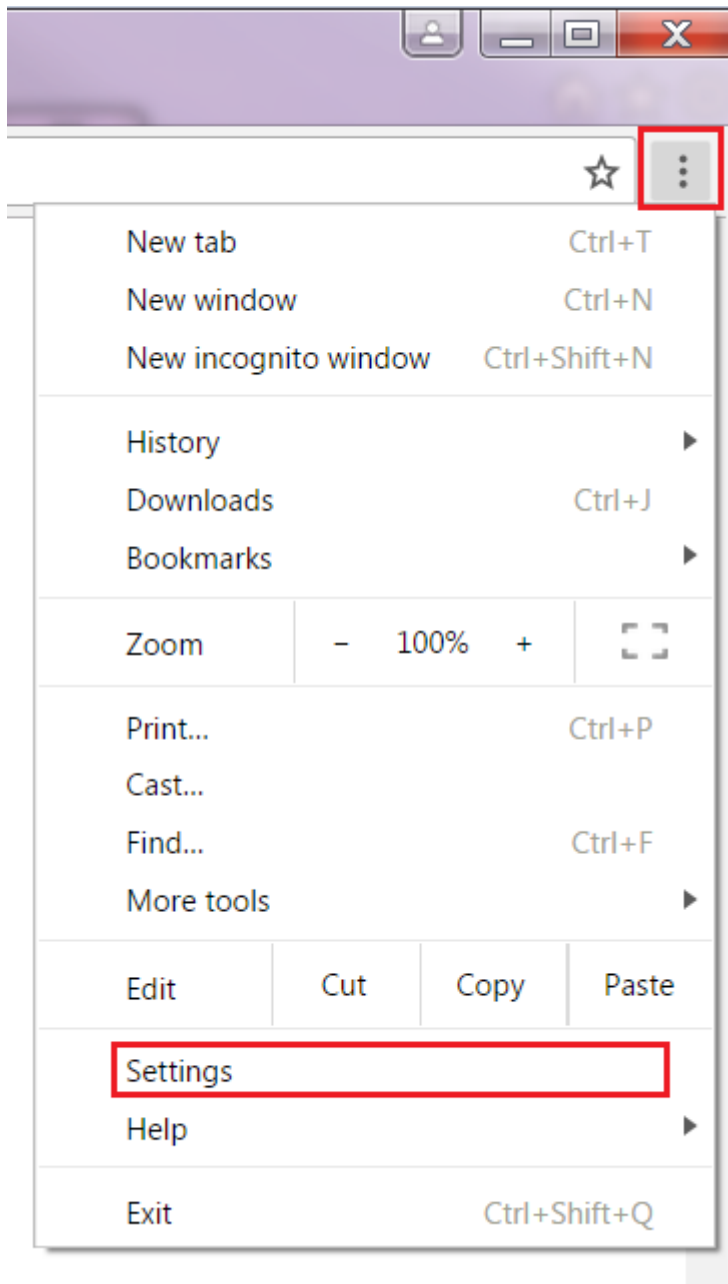 New tab Ctrl+T
New window Ctrl+N
New incognito window Ctrl+Shift+N
History
Downloads Ctrl+J
Bookmarks
Zoom − 100% +
Print... Ctrl+P
Cast...
Find... Ctrl+F
More tools
Edit Cut Copy Paste
Settings
Help
Exit Ctrl+Shift+Q